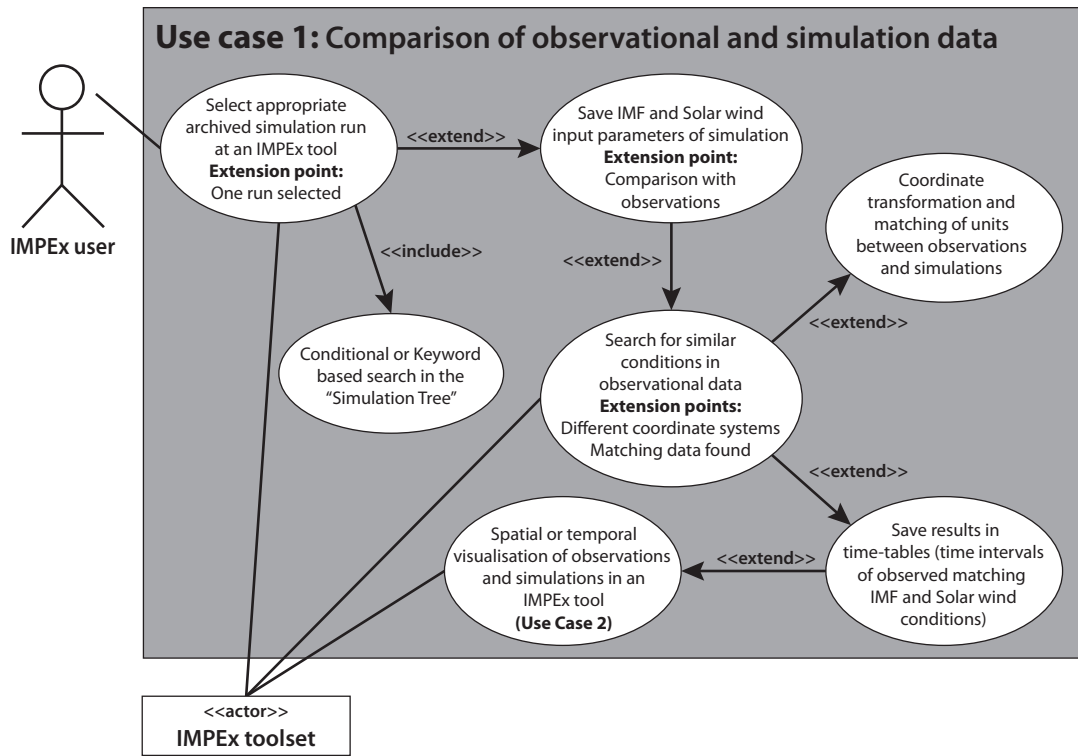 Use case 1: Comparison of observational and simulation data
IMPEx user
Select appropriate
archived simulation run
at an IMPEx tool
Extension point:
One run selected
<<extend>>
Save IMF and Solar wind
input parameters of simulation
Extension point:
Comparison with
observations
Coordinate
transformation and
matching of units
between observations
and simulations
<<include>>
<<extend>>
<<extend>>
Conditional or Keyword
based search in the
“Simulation Tree”
Search for similar
conditions in
observational data
Extension points:
Different coordinate systems
Matching data found
<<extend>>
Spatial or temporal
visualisation of observations
and simulations in an
IMPEx tool
(Use Case 2)
<<extend>>
Save results in
time-tables (time intervals
of observed matching
IMF and Solar wind
conditions)
<<actor>>
IMPEx toolset